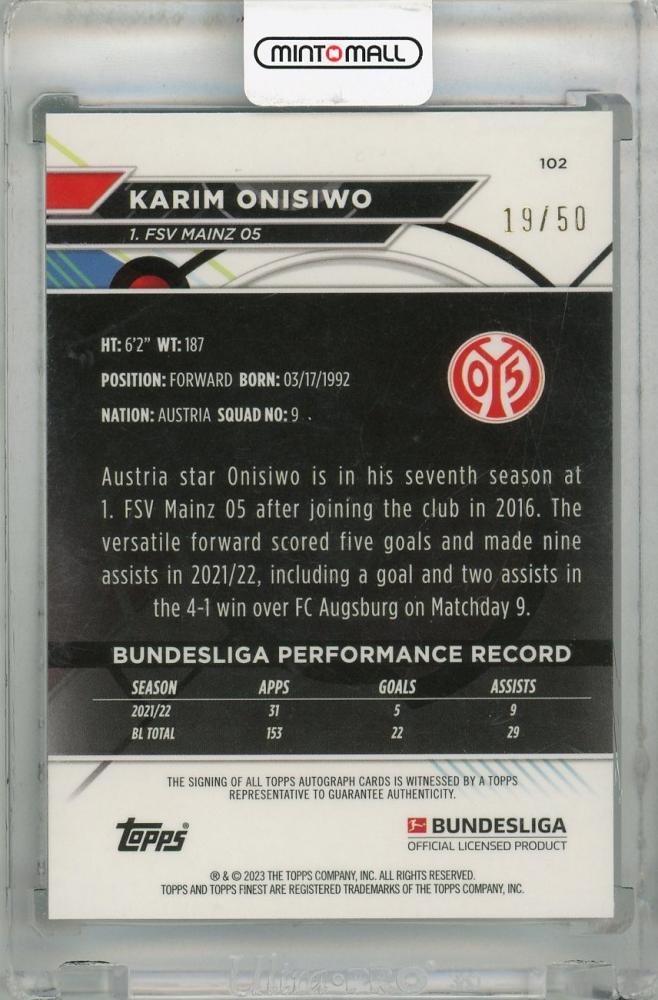 MINTMALL
102
KARIM ONISIWO
19/50
1. FSV MAINZ 05
HT: 6'2" WT: 187
POSITION: FORWARD BORN: 03/17/1992
NATION: AUSTRIA SQUAD NO: 9
05
Austria star Onisiwo is in his seventh season at
1. FSV Mainz 05 after joining the club in 2016. The
versatile forward scored five goals and made nine
assists in 2021/22, including a goal and two assists in
the 4-1 win over FC Augsburg on Matchday 9.
BUNDESLIGA PERFORMANCE RECORD
SEASON APPS GOALS ASSISTS
2021/22 31 5 9
BL TOTAL 153 22 29
THE SIGNING OF ALL TOPPS AUTOGRAPH CARDS IS WITNESSED BY A TOPPS
REPRESENTATIVE TO GUARANTEE AUTHENTICITY.
Topps®
BUNDESLIGA
OFFICIAL LICENSED PRODUCT
® & © 2023 THE TOPPS COMPANY, INC. ALL RIGHTS RESERVED.
TOPPS AND TOPPS FINEST ARE REGISTERED TRADEMARKS OF THE TOPPS COMPANY, INC.
Ultra·PRO®